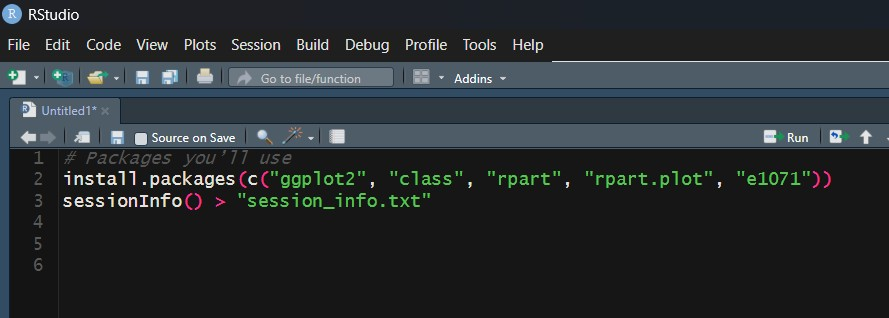 RStudio
File Edit Code View Plots Session Build Debug Profile Tools Help
Go to file/function Addins
Untitled1*
Source on Save Run
1 # Packages you'll use
2 install.packages(c("ggplot2", "class", "rpart", "rpart.plot", "e1071"))
3 sessionInfo() > "session_info.txt"
4
5
6